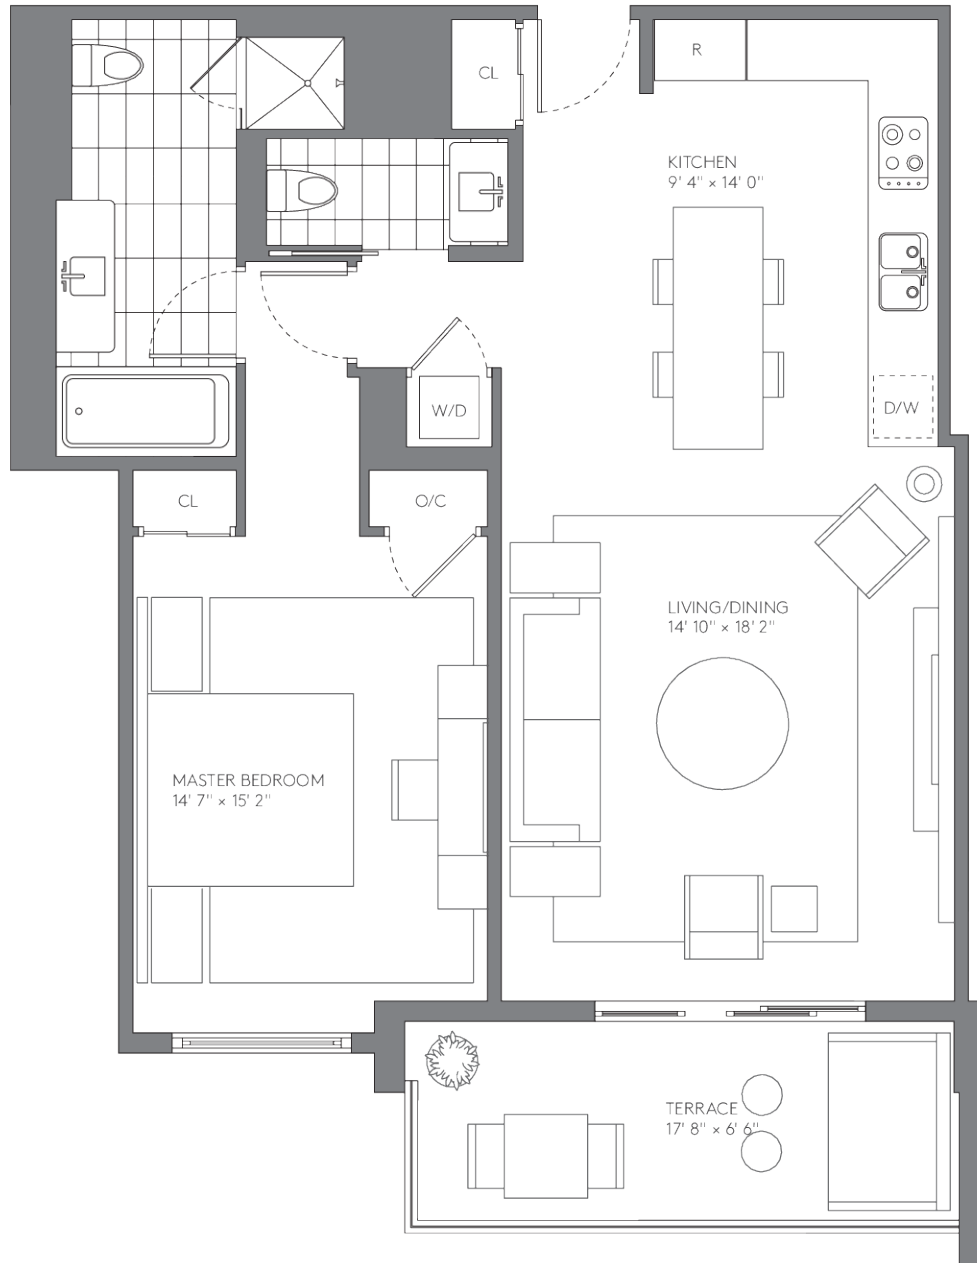 R
CL
KITCHEN
9' 4" × 14' 0"
W/D
D/W
CL
O/C
LIVING/DINING
14' 10" × 18' 2"
MASTER BEDROOM
14' 7" × 15' 2"
TERRACE
17' 8" × 6' 6"